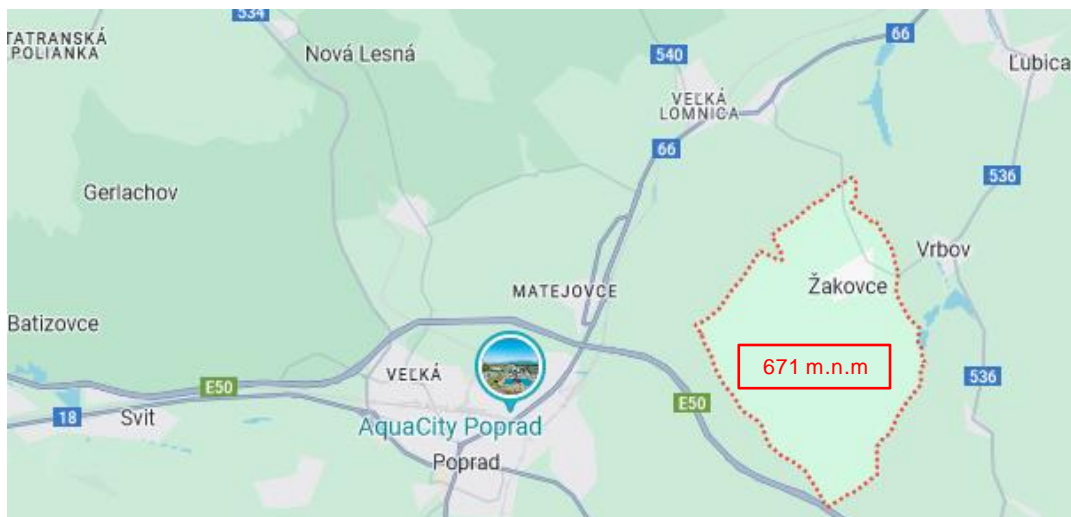 534
66
TATRANSKÁ
POLIANKA
Nová Lesná
540
Ľubica
VEĽKÁ
LOMNICA
66
536
Gerlachov
Vrbov
Žakovce
MATEJOVCE
Batizovce
671 m.n.m
VEĽKÁ
E50
E50
536
18
Svit
AquaCity Poprad
Poprad